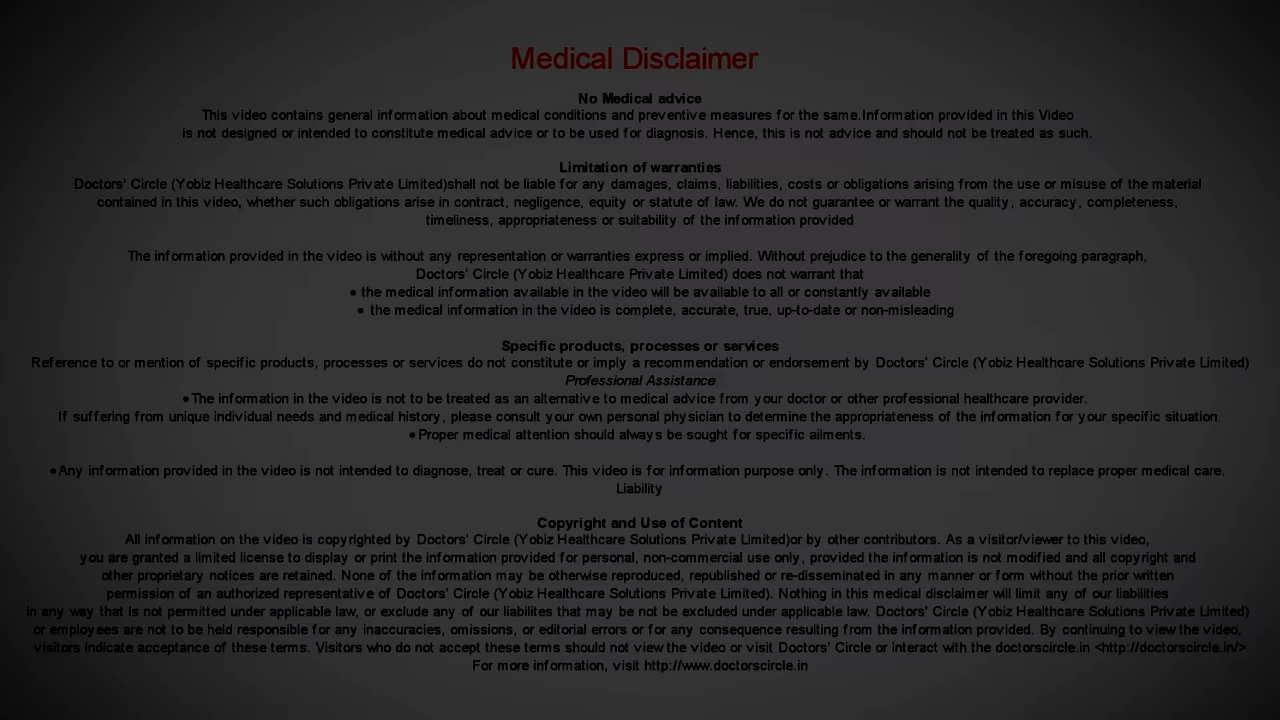 Medical Disclaimer
No Medical advice
This video contains general information about medical conditions and preventive measures for the same.Information provided in this Video
is not designed or intended to constitute medical advice or to be used for diagnosis. Hence, this is not advice and should not be treated as such.
Limitation of warranties
Doctors' Circle (Yobiz Healthcare Solutions Private Limited)shall not be liable for any damages, claims, liabilities, costs or obligations arising from the use or misuse of the material
contained in this video, whether such obligations arise in contract, negligence, equity or statute of law. We do not guarantee or warrant the quality, accuracy, completeness,
timeliness, appropriateness or suitability of the information provided
The information provided in the video is without any representation or warranties express or implied. Without prejudice to the generality of the foregoing paragraph,
Doctors' Circle (Yobiz Healthcare Private Limited) does not warrant that
● the medical information available in the video will be available to all or constantly available
● the medical information in the video is complete, accurate, true, up-to-date or non-misleading
Specific products, processes or services
Reference to or mention of specific products, processes or services do not constitute or imply a recommendation or endorsement by Doctors' Circle (Yobiz Healthcare Solutions Private Limited)
Professional Assistance
●The information in the video is not to be treated as an alternative to medical advice from your doctor or other professional healthcare provider.
If suffering from unique individual needs and medical history, please consult your own personal physician to determine the appropriateness of the information for your specific situation.
●Proper medical attention should always be sought for specific ailments.
●Any information provided in the video is not intended to diagnose, treat or cure. This video is for information purpose only. The information is not intended to replace proper medical care.
Liability
Copyright and Use of Content
All information on the video is copyrighted by Doctors' Circle (Yobiz Healthcare Solutions Private Limited)or by other contributors. As a visitor/viewer to this video,
you are granted a limited license to display or print the information provided for personal, non-commercial use only, provided the information is not modified and all copyright and
other proprietary notices are retained. None of the information may be otherwise reproduced, republished or re-disseminated in any manner or form without the prior written
permission of an authorized representative of Doctors' Circle (Yobiz Healthcare Solutions Private Limited). Nothing in this medical disclaimer will limit any of our liabilities
in any way that is not permitted under applicable law, or exclude any of our liabilites that may be not be excluded under applicable law. Doctors' Circle (Yobiz Healthcare Solutions Private Limited)
or employees are not to be held responsible for any inaccuracies, omissions, or editorial errors or for any consequence resulting from the information provided. By continuing to view the video,
visitors indicate acceptance of these terms. Visitors who do not accept these terms should not view the video or visit Doctors' Circle or interact with the doctorscircle.in <http://doctorscircle.in/>
For more information, visit http://www.doctorscircle.in